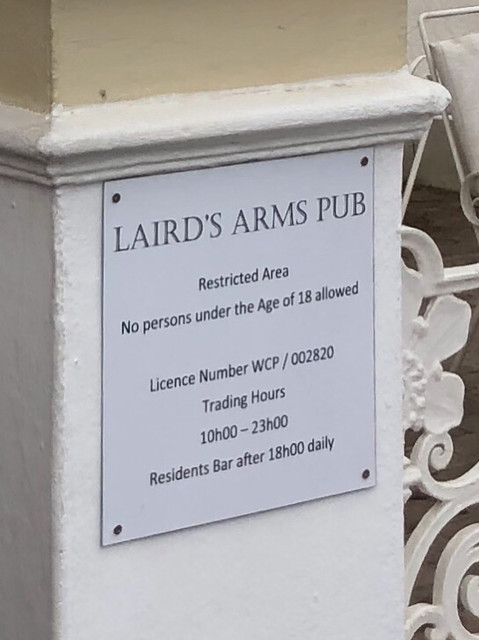 LAIRD'S ARMS PUB
Restricted Area
No persons under the Age of 18 allowed
Licence Number WCP / 002820
Trading Hours
10h00 – 23h00
Residents Bar after 18h00 daily